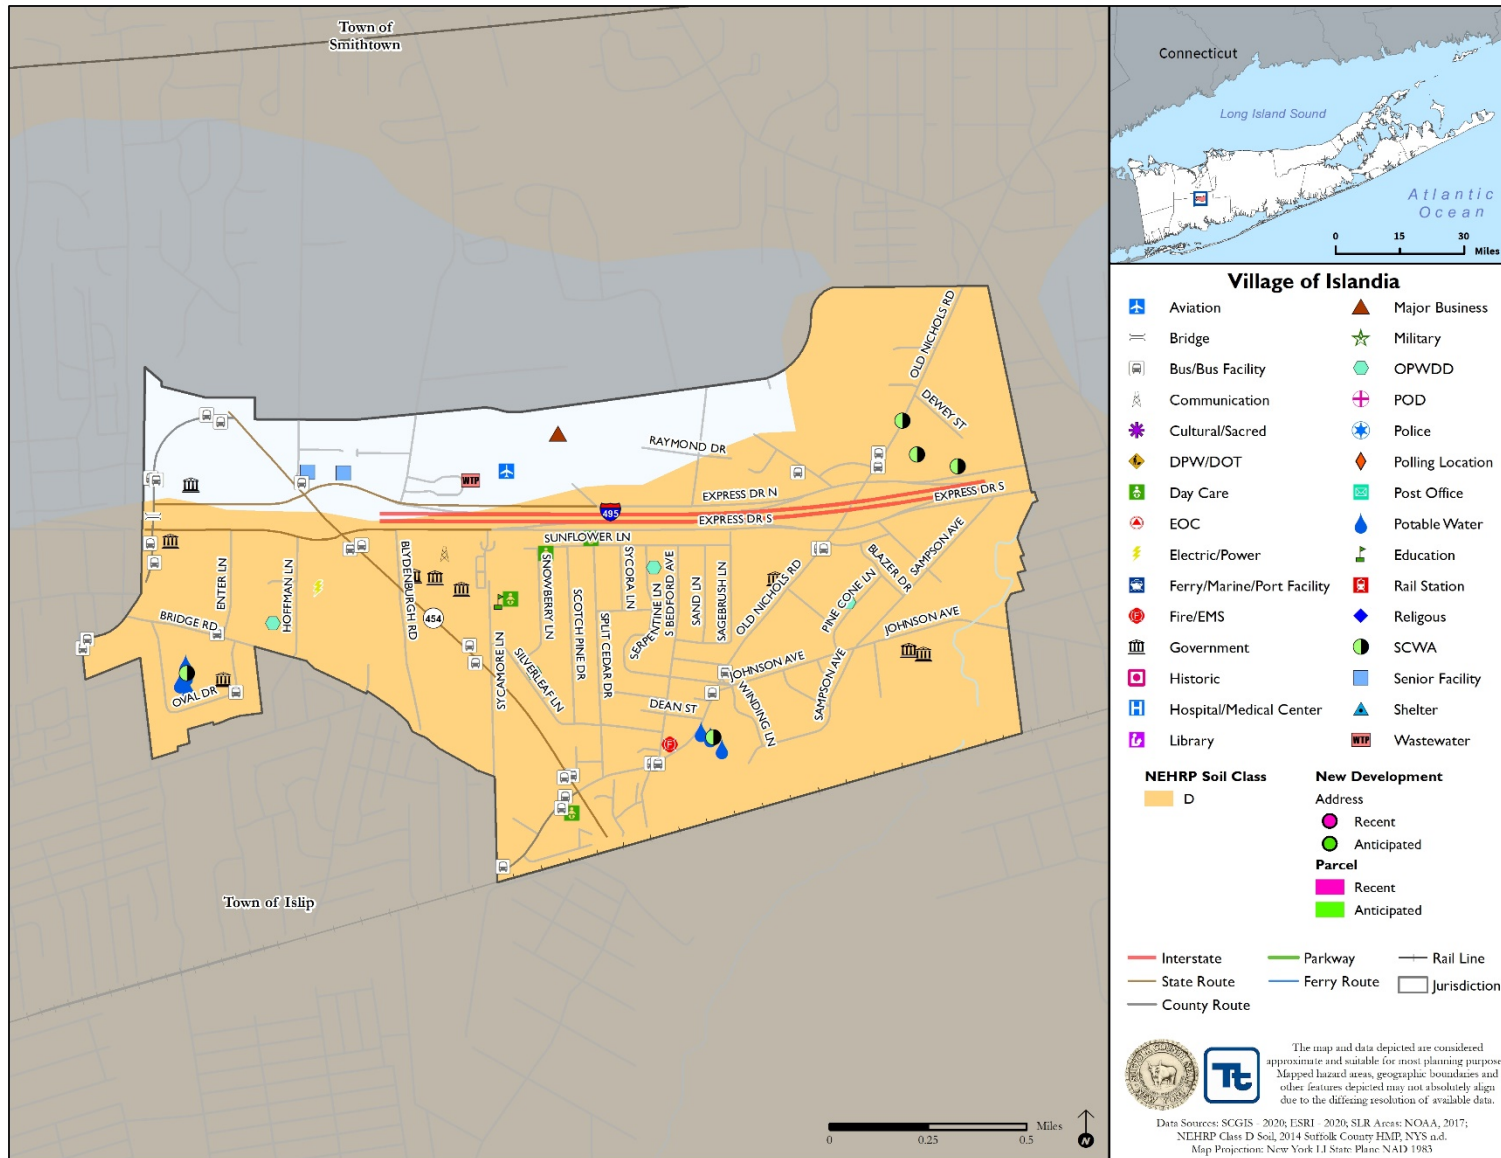 Town of
Smithtown
OLD NICHOLS RD
DEWEY ST
RAYMOND DR
WTP
EXPRESS DR N
EXPRESS DR S
495
EXPRESS DR S
SUNFLOWER LN
BLYDENBURGH RD
ENTER LN
HOFFMAN LN
BRIDGE RD
OVAL DR
454
SNOWBERRY LN
SCOTCH PINE DR
SPLIT CEDAR DR
SYCORA LN
SERPENTINE LN
S BEDFORD AVE
SAND LN
SAGEBRUSH LN
OLD NICHOLS RD
PINE CONE LN
BLAZER DR
SAMPSON AVE
JOHNSON AVE
JOHNSON AVE
SAMPSON AVE
WINDING LN
DEAN ST
SYCAMORE LN
SILVERLEAF LN
F
Town of Islip
0
0.25
0.5
Miles
N
Connecticut
Long Island Sound
Atlantic
Ocean
0
15
30
Miles
Village of Islandia
Aviation
Bridge
Bus/Bus Facility
Communication
Cultural/Sacred
DPW/DOT
Day Care
EOC
Electric/Power
Ferry/Marine/Port Facility
Fire/EMS
Government
Historic
Hospital/Medical Center
Library
Major Business
Military
OPWDD
POD
Police
Polling Location
Post Office
Potable Water
Education
Rail Station
Religous
SCWA
Senior Facility
Shelter
WTP Wastewater
NEHRP Soil Class
D
New Development
Address
Recent
Anticipated
Parcel
Recent
Anticipated
Interstate
State Route
County Route
Parkway
Ferry Route
Rail Line
Jurisdiction
Tt
The map and data depicted are considered
approximate and suitable for most planning purpose
Mapped hazard areas, geographic boundaries and
other features depicted may not absolutely align
due to the differing resolution of available data.
Data Sources: SCGIS - 2020; ESRI - 2020; SLR Areas: NOAA, 2017;
NEHRP Class D Soil, 2014 Suffolk County HMP, NYS n.d.
Map Projection: New York LI State Plane NAD 1983